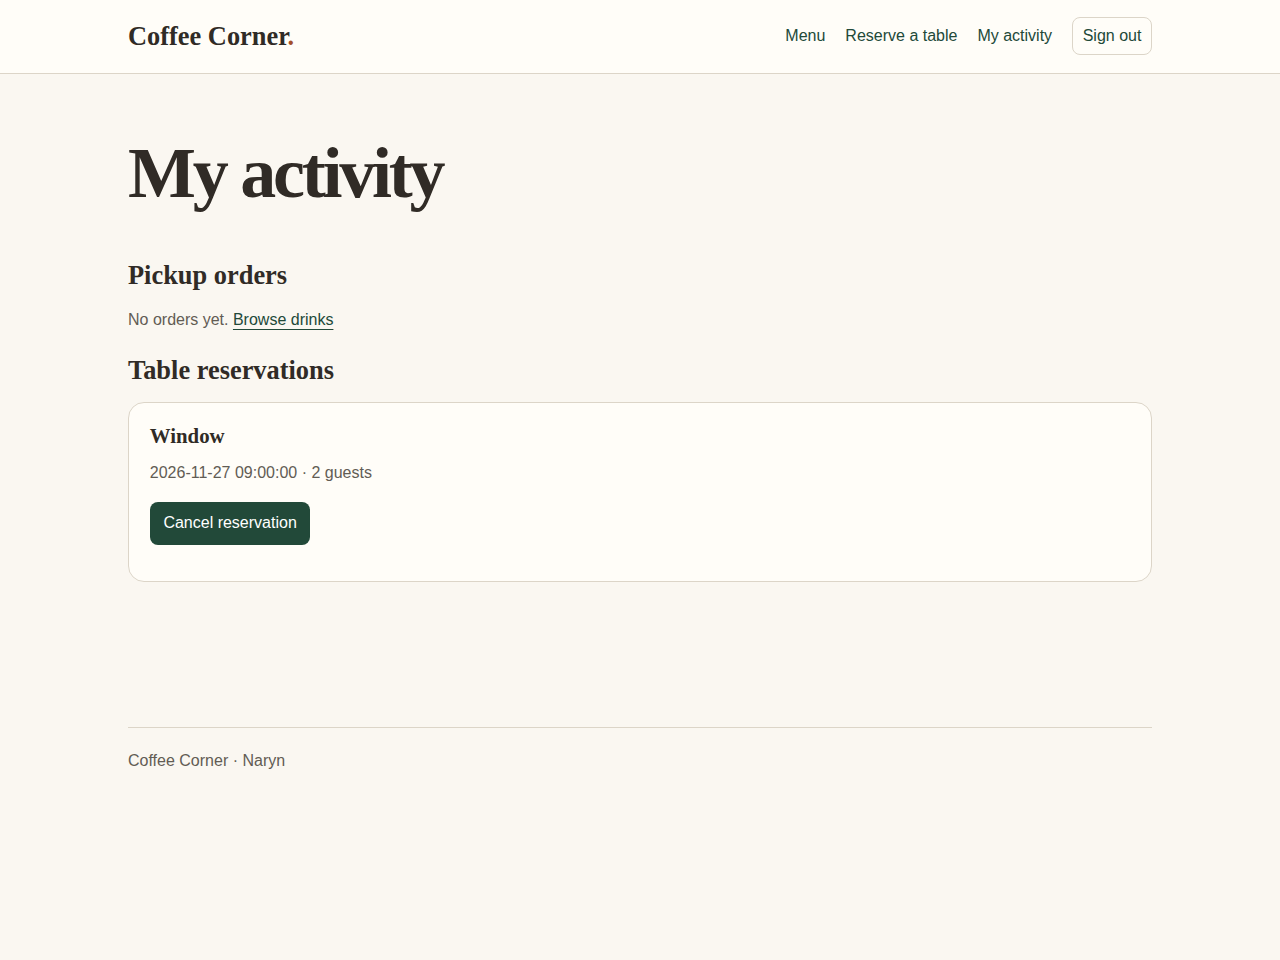 Coffee Corner.
Menu
Reserve a table
My activity
Sign out
My activity
Pickup orders
No orders yet. Browse drinks
Table reservations
Window
2026-11-27 09:00:00 · 2 guests
Cancel reservation
Coffee Corner · Naryn